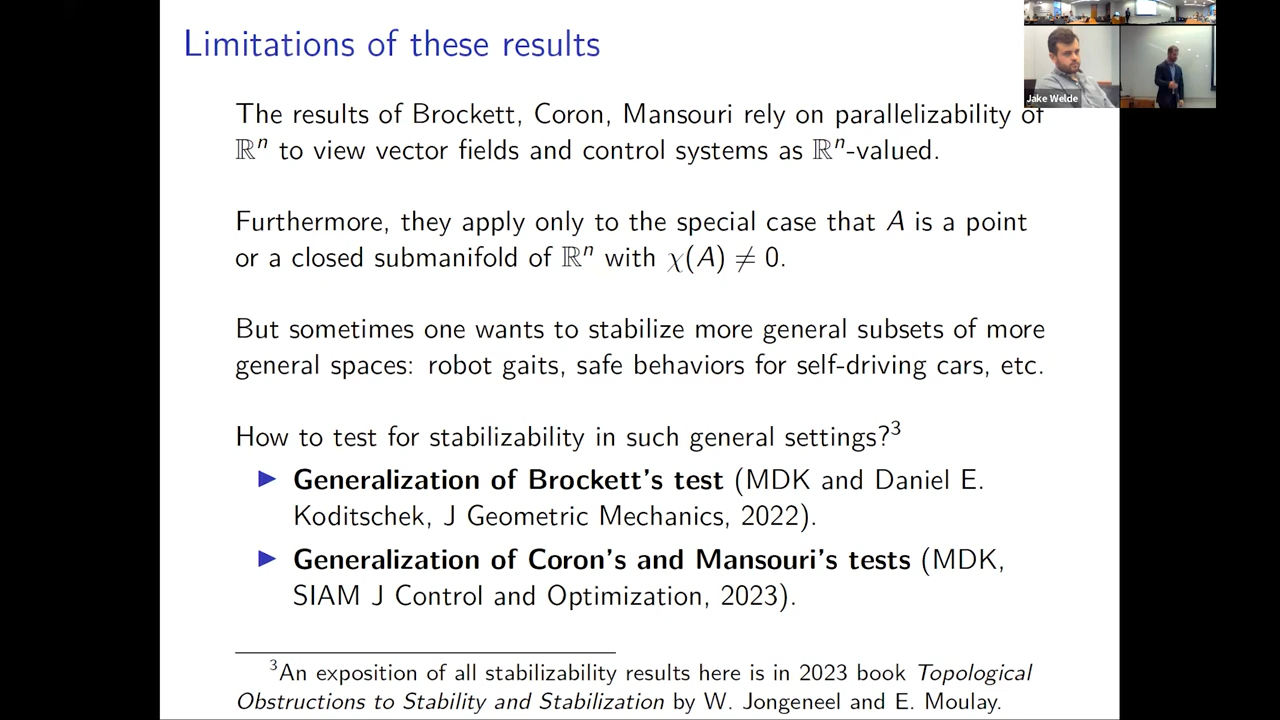 Limitations of these results
Jake Welde
The results of Brockett, Coron, Mansouri rely on parallelizability of
ℝⁿ to view vector fields and control systems as ℝⁿ-valued.
Furthermore, they apply only to the special case that A is a point
or a closed submanifold of ℝⁿ with χ(A) ≠ 0.
But sometimes one wants to stabilize more general subsets of more
general spaces: robot gaits, safe behaviors for self-driving cars, etc.
How to test for stabilizability in such general settings?³
▶ Generalization of Brockett's test (MDK and Daniel E.
Koditschek, J Geometric Mechanics, 2022).
▶ Generalization of Coron's and Mansouri's tests (MDK,
SIAM J Control and Optimization, 2023).
³An exposition of all stabilizability results here is in 2023 book Topological
Obstructions to Stability and Stabilization by W. Jongeneel and E. Moulay.